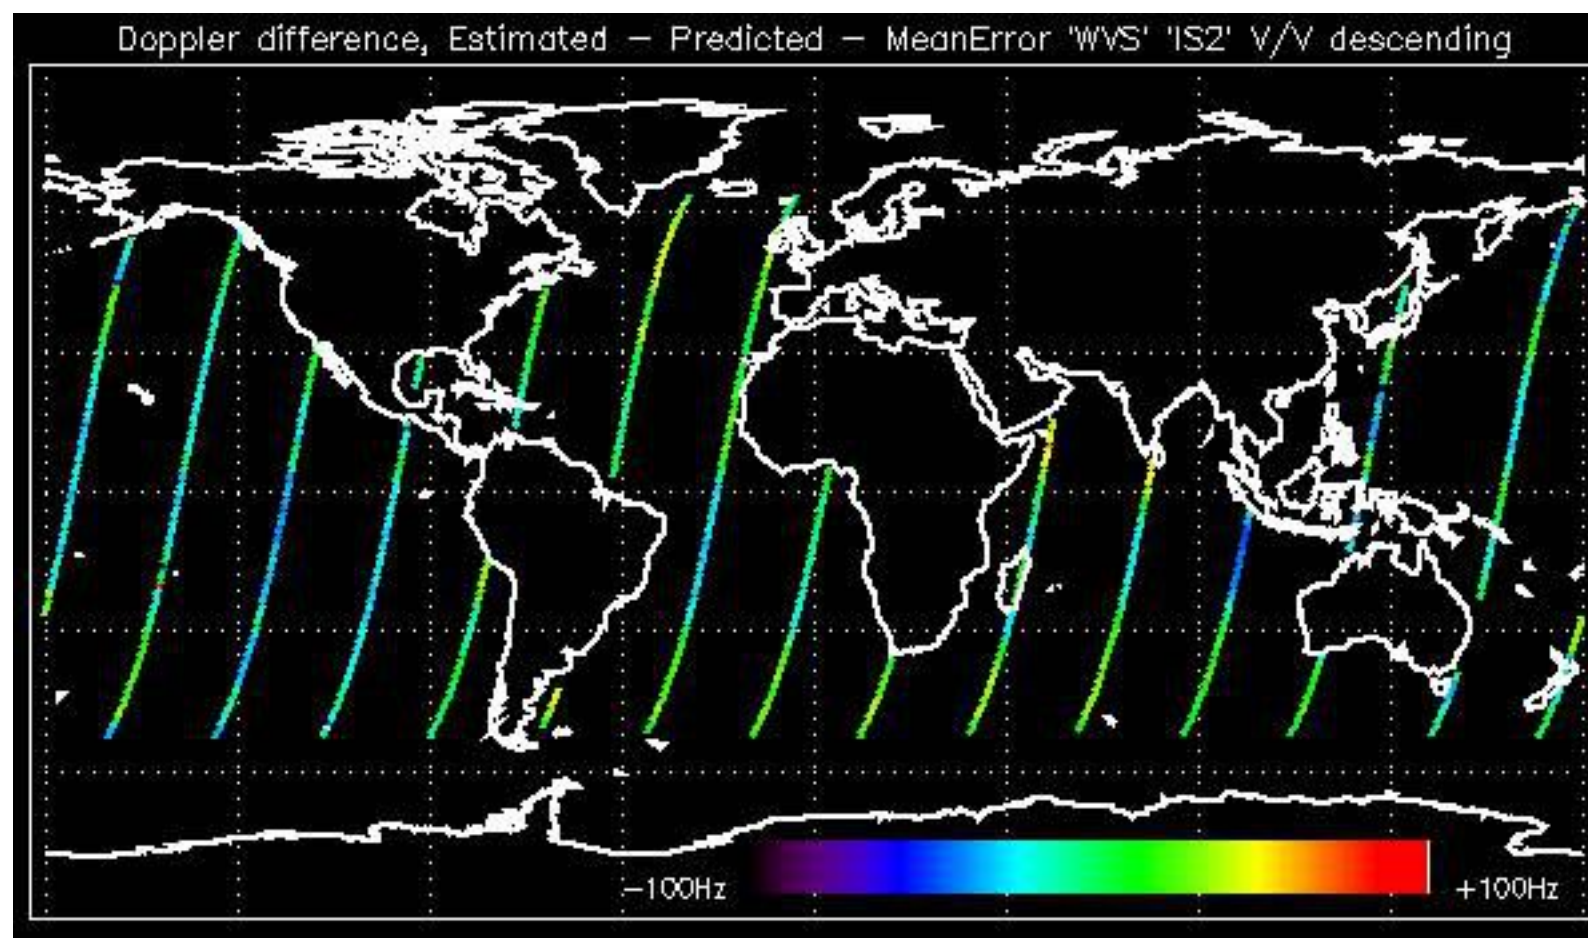 Doppler difference, Estimated – Predicted – MeanError 'WVS' 'IS2' V/V descending
–100Hz
+100Hz